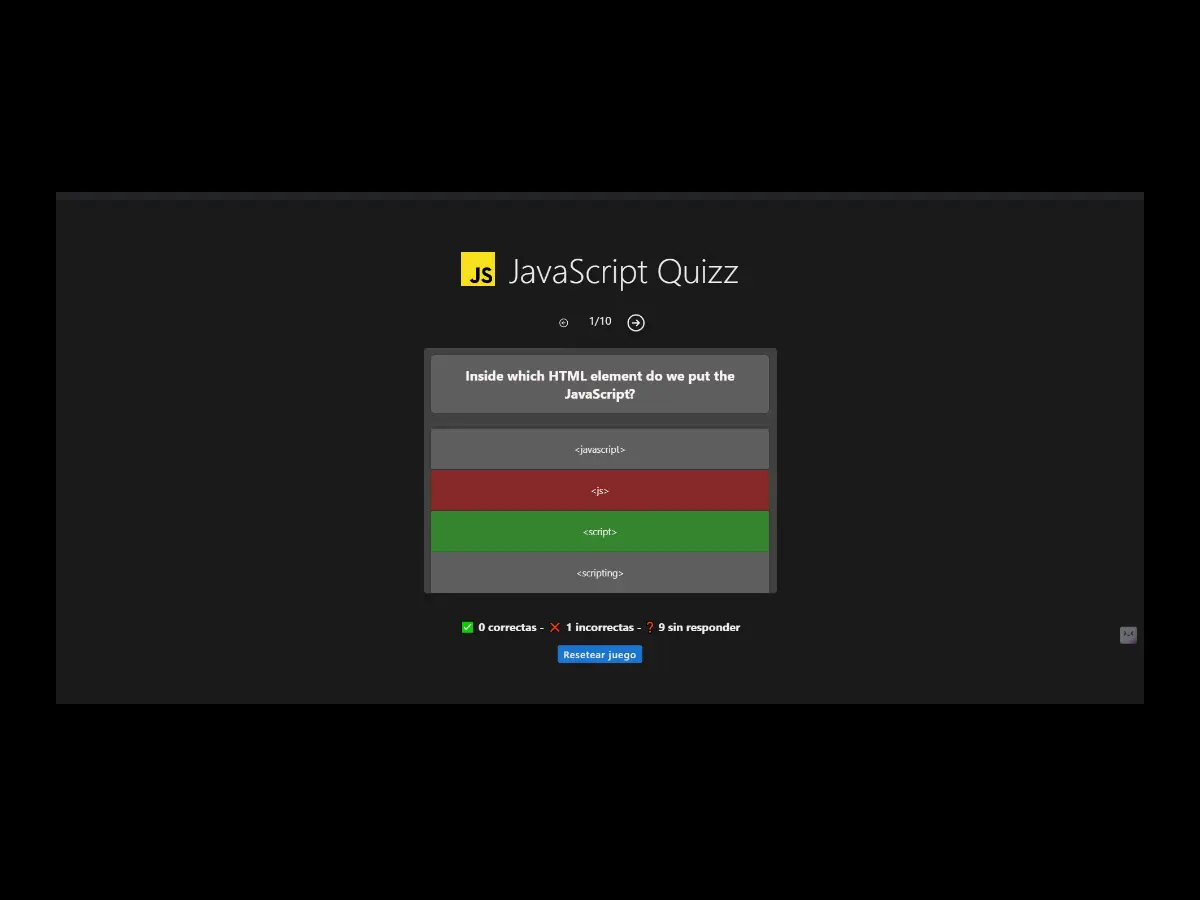 JS JavaScript Quizz
1/10
Inside which HTML element do we put the
JavaScript?
<javascript>
<js>
<script>
<scripting>
✅ 0 correctas - ❌ 1 incorrectas - ❓ 9 sin responder
Resetear juego